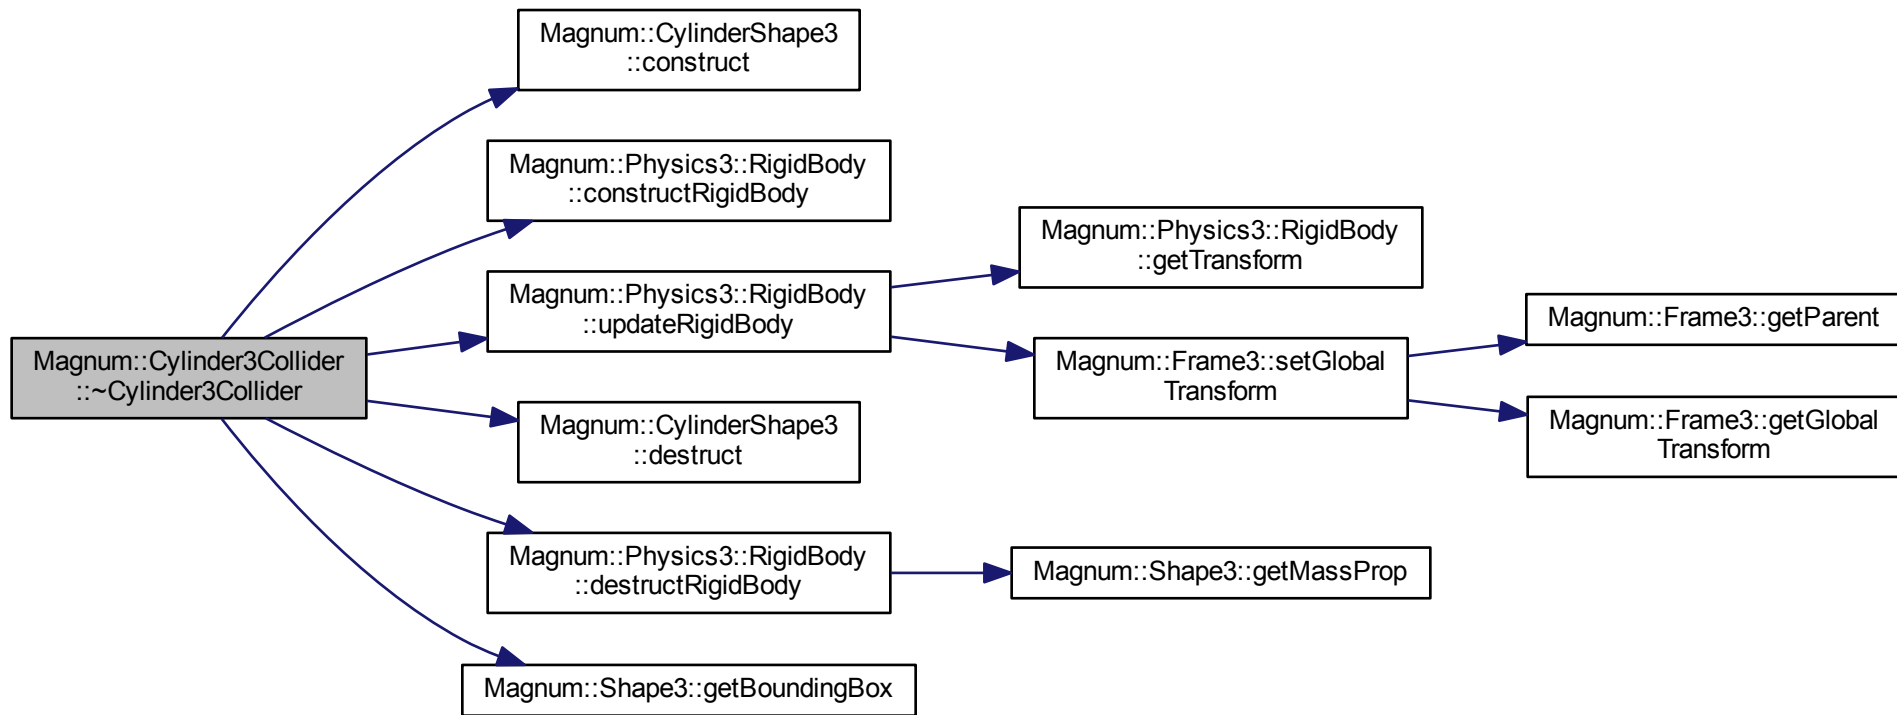 Magnum::CylinderShape3
::construct
Magnum::Physics3::RigidBody
::constructRigidBody
Magnum::Physics3::RigidBody
::getTransform
Magnum::Physics3::RigidBody
::updateRigidBody
Magnum::Frame3::getParent
Magnum::Cylinder3Collider
::~Cylinder3Collider
Magnum::Frame3::setGlobal
Transform
Magnum::CylinderShape3
::destruct
Magnum::Frame3::getGlobal
Transform
Magnum::Physics3::RigidBody
::destructRigidBody
Magnum::Shape3::getMassProp
Magnum::Shape3::getBoundingBox